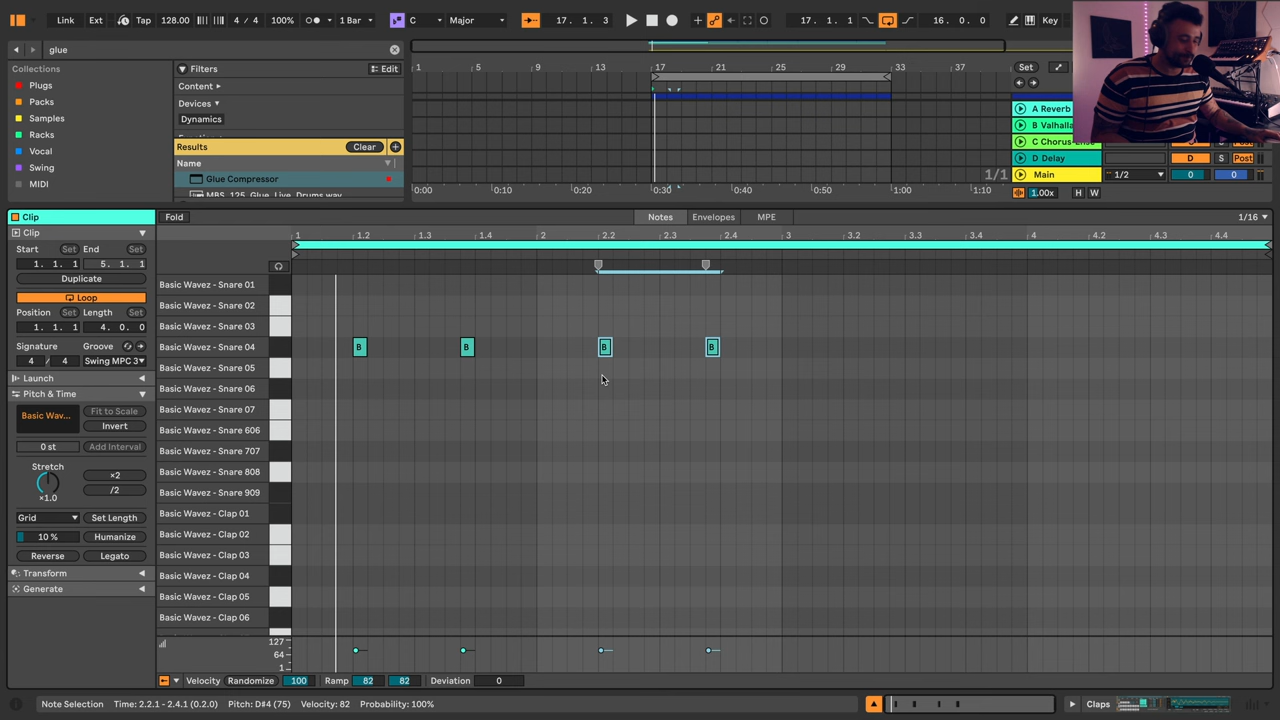 Link Ext Tap 128.00 4 / 4 100% 1 Bar C Major 17. 1. 3 17. 1. 1 16. 0. 0 Key
glue
Collections
Plugs
Packs
Samples
Racks
Vocal
Swing
MIDI
Filters Edit
Content
Devices
Dynamics
Results Clear
Name
Glue Compressor
MBS_125_Glue_Live_Drums.wav
1 5 9 13 17 21 25 29 33 37
Set
A Reverb
B Valhalla
C Chorus-Ense
D Delay D S Post
Main 1/2 0 0
1/1
0:00 0:10 0:20 0:30 0:40 0:50 1:00 1:10
1.00x H W
Clip
Clip
Start Set End Set
1. 1. 1 5. 1. 1
Duplicate
Loop
Position Set Length Set
1. 1. 1 4. 0. 0
Signature Groove
4 / 4 Swing MPC 3
Launch
Pitch & Time
Basic Wav...
Fit to Scale
Invert
0 st Add Interval
Stretch
×2
/2
×1.0
Grid Set Length
10 % Humanize
Reverse Legato
Transform
Generate
Fold Notes Envelopes MPE 1/16
1 1.2 1.3 1.4 2 2.2 2.3 2.4 3 3.2 3.3 3.4 4 4.2 4.3 4.4
Basic Wavez - Snare 01
Basic Wavez - Snare 02
Basic Wavez - Snare 03
Basic Wavez - Snare 04 B B B B
Basic Wavez - Snare 05
Basic Wavez - Snare 06
Basic Wavez - Snare 07
Basic Wavez - Snare 606
Basic Wavez - Snare 707
Basic Wavez - Snare 808
Basic Wavez - Snare 909
Basic Wavez - Clap 01
Basic Wavez - Clap 02
Basic Wavez - Clap 03
Basic Wavez - Clap 04
Basic Wavez - Clap 05
Basic Wavez - Clap 06
127
64
1
Velocity Randomize 100 Ramp 82 82 Deviation 0
Note Selection Time: 2.2.1 - 2.4.1 (0.2.0) Pitch: D#4 (75) Velocity: 82 Probability: 100% Claps